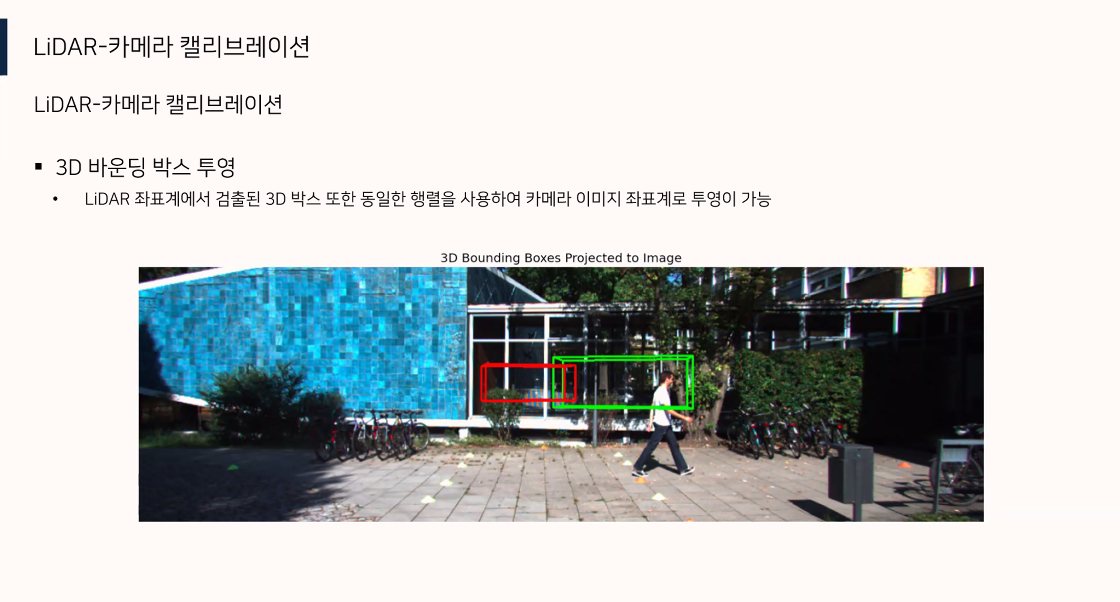 LiDAR-카메라 캘리브레이션
LiDAR-카메라 캘리브레이션
▪ 3D 바운딩 박스 투영
• LiDAR 좌표계에서 검출된 3D 박스 또한 동일한 행렬을 사용하여 카메라 이미지 좌표계로 투영이 가능
3D Bounding Boxes Projected to Image